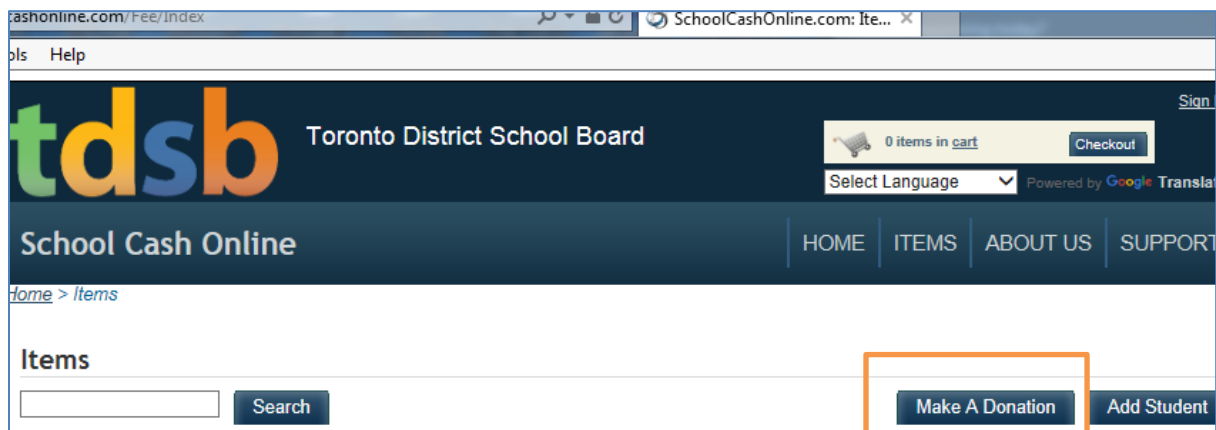 cashonline.com/Fee/Index
SchoolCashOnline.com: Ite...
Help
tdsb
Toronto District School Board
Sign
0 items in cart
Checkout
Select Language
Powered by Google
School Cash Online
HOME ITEMS ABOUT US SUPPORT
Home > Items
Items
Search
Make A Donation
Add Student